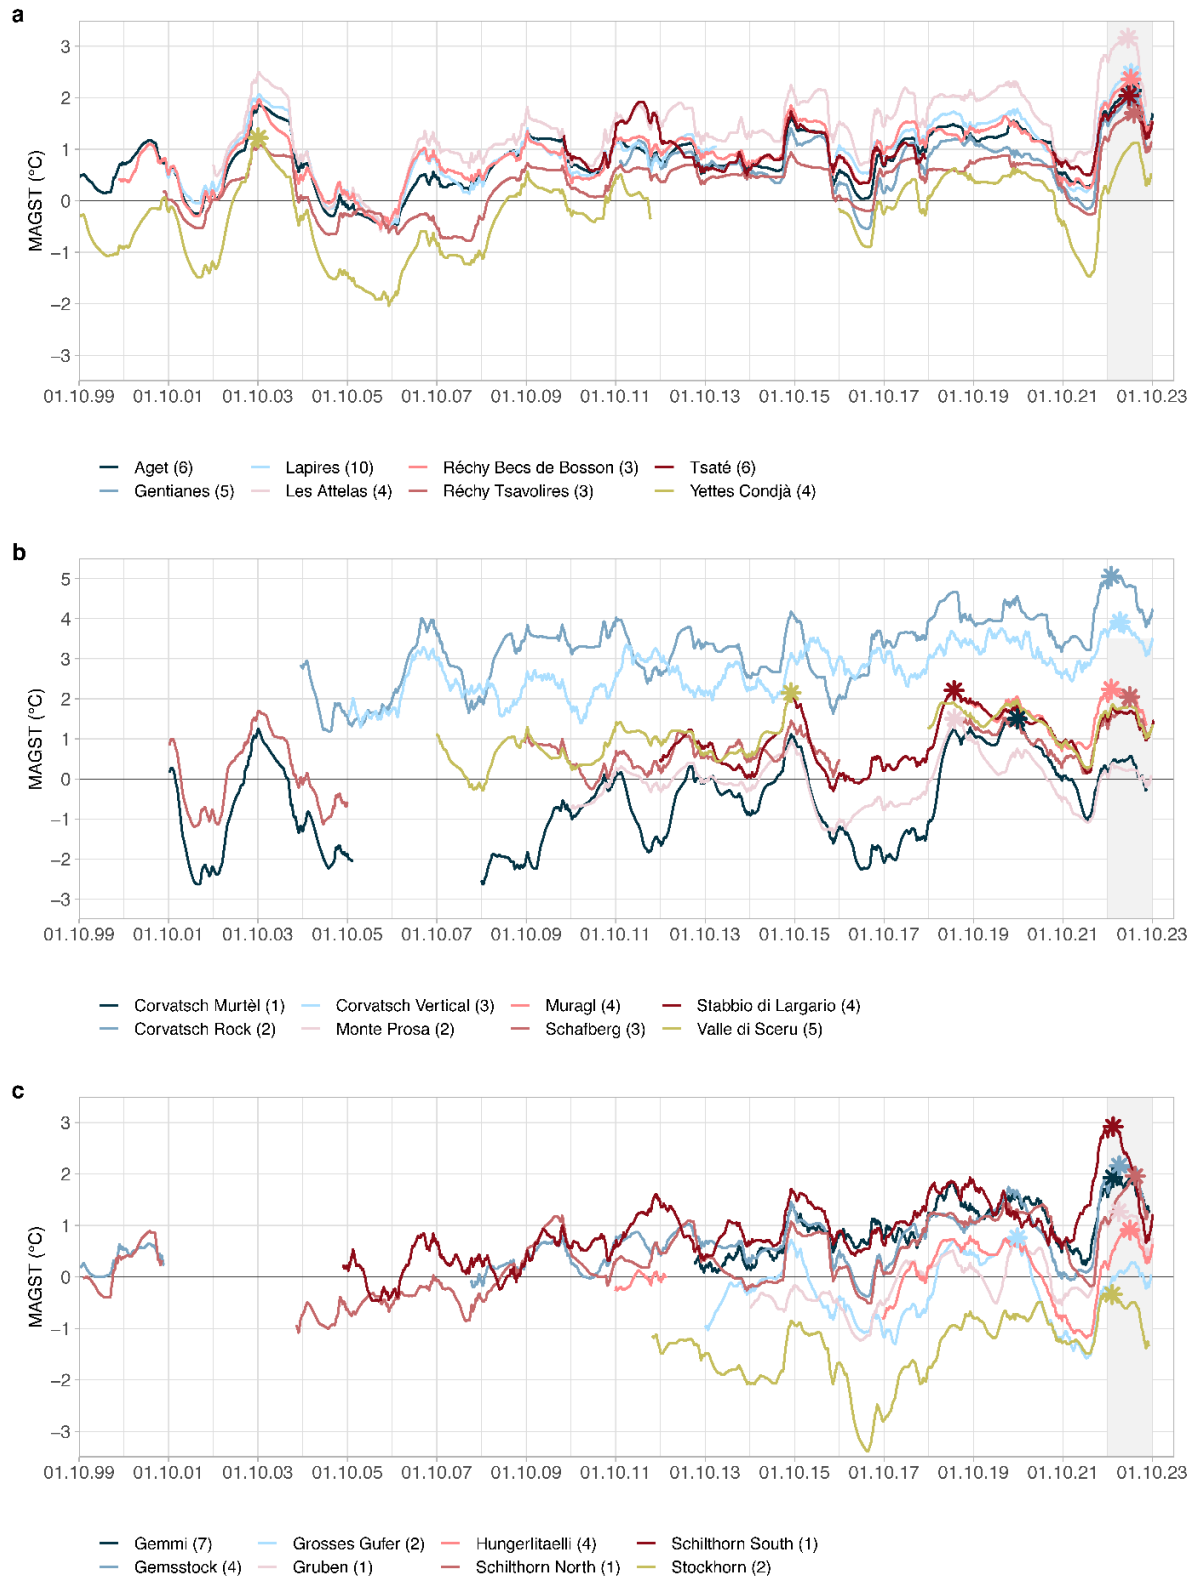 a
MAGST (°C)
3
2
1
0
−1
−2
−3
01.10.99 01.10.01 01.10.03 01.10.05 01.10.07 01.10.09 01.10.11 01.10.13 01.10.15 01.10.17 01.10.19 01.10.21 01.10.23
Aget (6) Lapires (10) Réchy Becs de Bosson (3) Tsaté (6)
Gentianes (5) Les Attelas (4) Réchy Tsavolires (3) Yettes Condjà (4)
b
MAGST (°C)
5
4
3
2
1
0
−1
−2
−3
01.10.99 01.10.01 01.10.03 01.10.05 01.10.07 01.10.09 01.10.11 01.10.13 01.10.15 01.10.17 01.10.19 01.10.21 01.10.23
Corvatsch Murtèl (1) Corvatsch Vertical (3) Muragl (4) Stabbio di Largario (4)
Corvatsch Rock (2) Monte Prosa (2) Schafberg (3) Valle di Sceru (5)
c
MAGST (°C)
3
2
1
0
−1
−2
−3
01.10.99 01.10.01 01.10.03 01.10.05 01.10.07 01.10.09 01.10.11 01.10.13 01.10.15 01.10.17 01.10.19 01.10.21 01.10.23
Gemmi (7) Grosses Gufer (2) Hungerlitaelli (4) Schilthorn South (1)
Gemsstock (4) Gruben (1) Schilthorn North (1) Stockhorn (2)